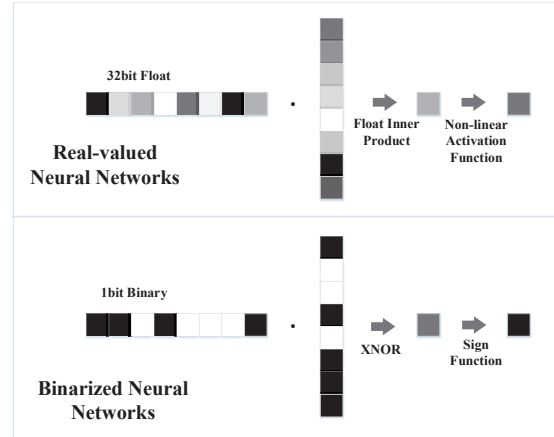 32bit Float
Real-valued
Neural Networks
Float Inner
Product
Non-linear
Activation
Function
1bit Binary
Binarized Neural
Networks
XNOR
Sign
Function